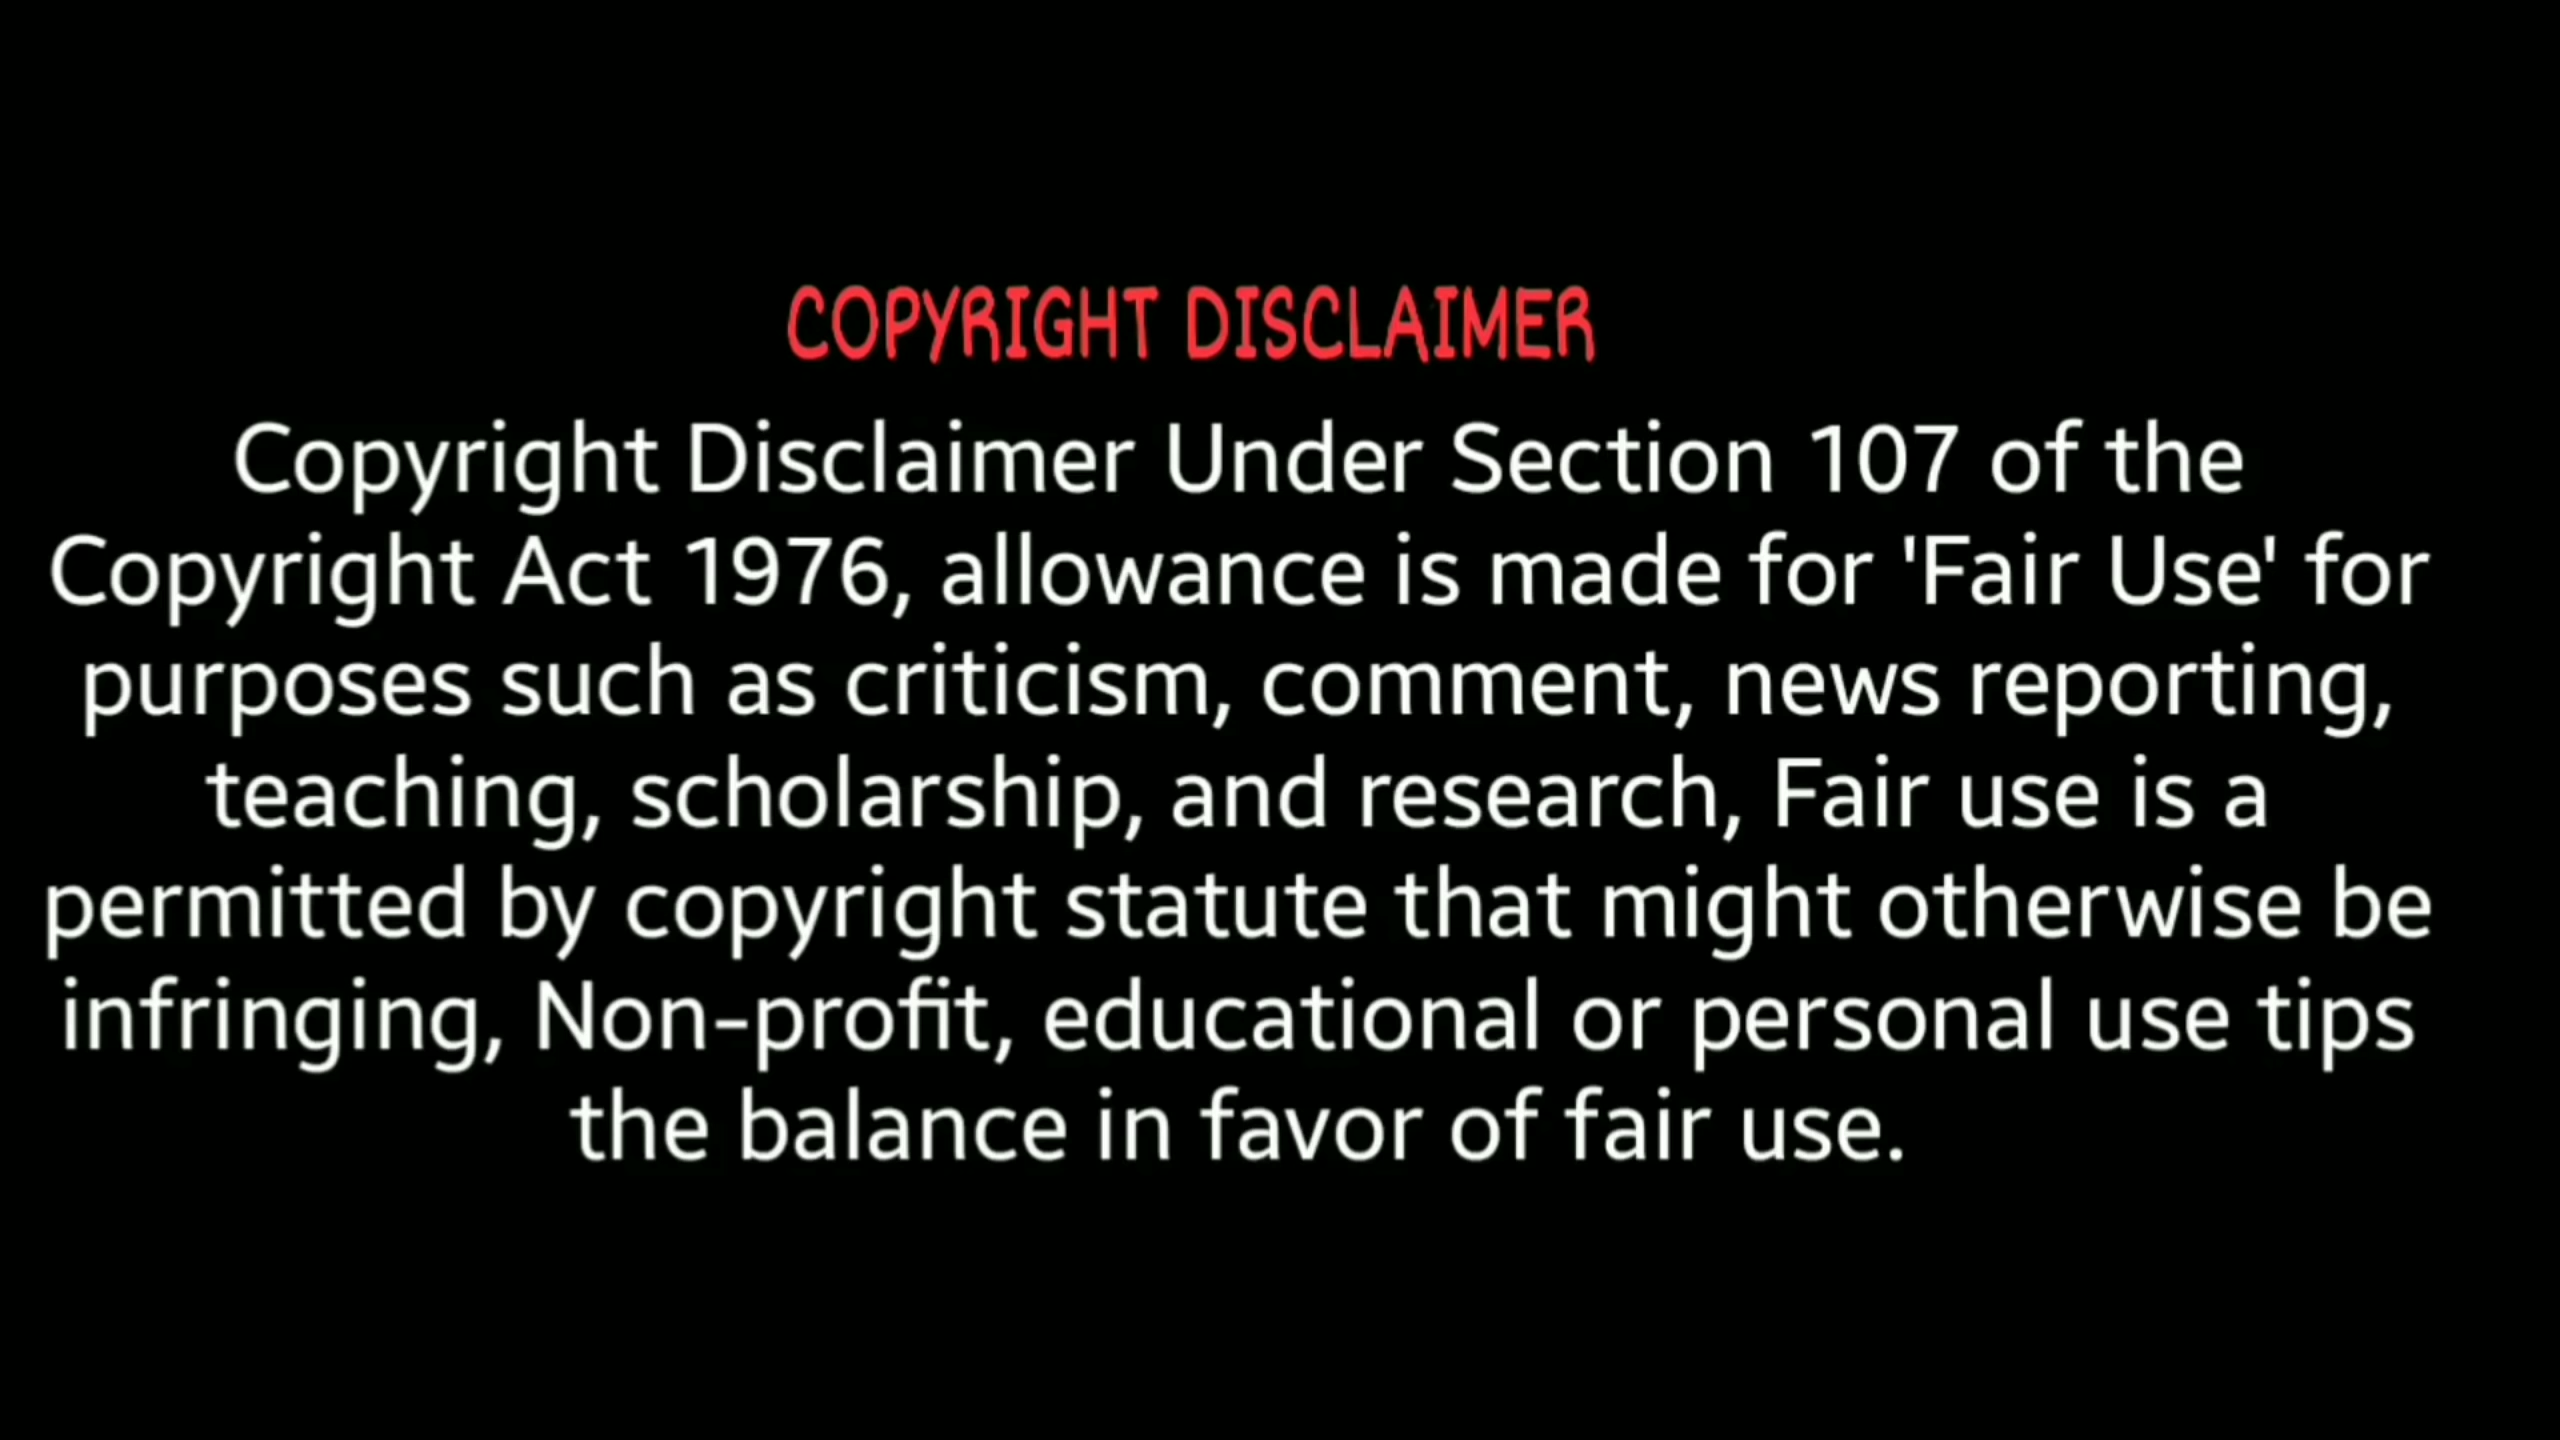 COPYRIGHT DISCLAIMER
Copyright Disclaimer Under Section 107 of the
Copyright Act 1976, allowance is made for 'Fair Use' for
purposes such as criticism, comment, news reporting,
teaching, scholarship, and research, Fair use is a
permitted by copyright statute that might otherwise be
infringing, Non-profit, educational or personal use tips
the balance in favor of fair use.